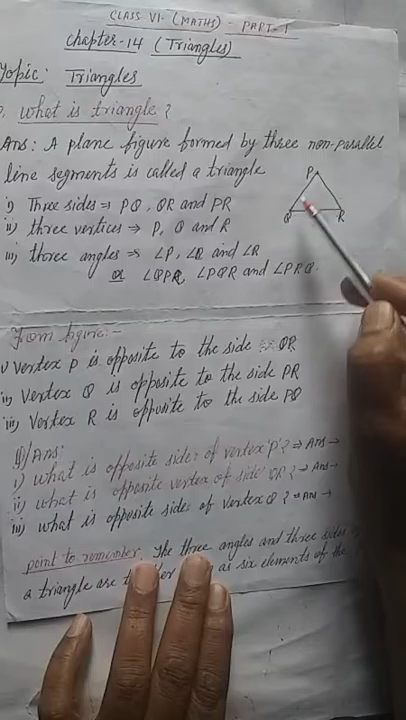 CLASS VI (MATHS) - PART-1
Chapter-14 (Triangles)
Topic: Triangles
What is triangle?
Ans: A plane figure formed by three non-parallel
line segments is called a triangle
P
Q R
i) Three sides ⇒ PQ, QR and PR
ii) three vertices ⇒ P, Q and R
iii) three angles ⇒ ∠P, ∠Q and ∠R
or ∠QPR, ∠PQR and ∠PRQ.
From figure:-
i) Vertex P is opposite to the side QR
ii) Vertex Q is opposite to the side PR
iii) Vertex R is opposite to the side PQ
Q/Ans:
i) What is opposite side of vertex 'P'? ⇒ Ans →
ii) What is opposite vertex of side QR? ⇒ Ans →
iii) What is opposite side of vertex Q? ⇒ Ans →
point to remember The three angles and three sides
a triangle are as six elements of the